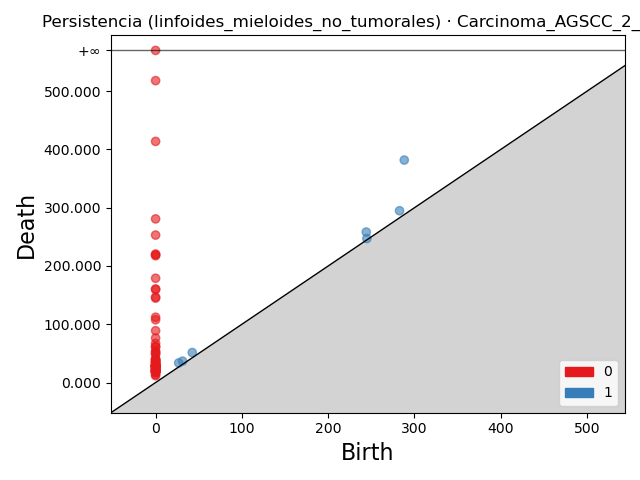 Persistencia (linfoides_mieloides_no_tumorales) · Carcinoma_AGSCC_2_
+∞
500.000
400.000
300.000
200.000
100.000
0.000
Death
0
1
0 100 200 300 400 500
Birth